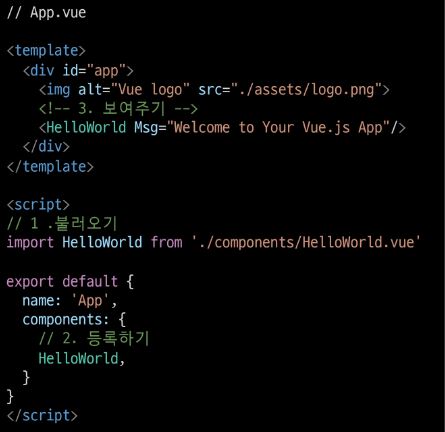 // App.vue
<template>
<div id="app">
<img alt="Vue logo" src="./assets/logo.png">
<!-- 3. 보여주기 -->
<HelloWorld Msg="Welcome to Your Vue.js App"/>
</div>
</template>
<script>
// 1 .불러오기
import HelloWorld from './components/HelloWorld.vue'
export default {
name: 'App',
components: {
// 2. 등록하기
HelloWorld,
}
}
</script>